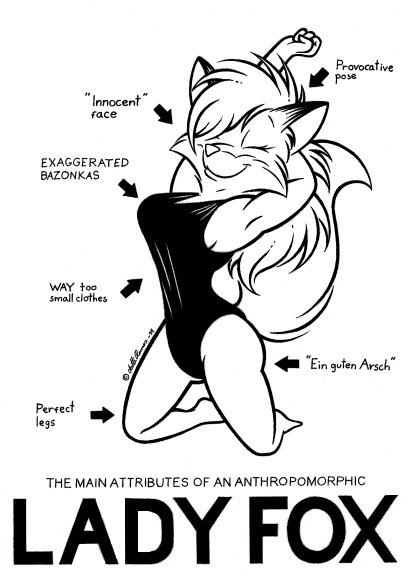 Provocative
pose
"Innocent"
face
EXAGGERATED
BAZONKAS
WAY too
small clothes
"Ein guten Arsch"
Perfect
legs
©
THE MAIN ATTRIBUTES OF AN ANTHROPOMORPHIC
LADY FOX